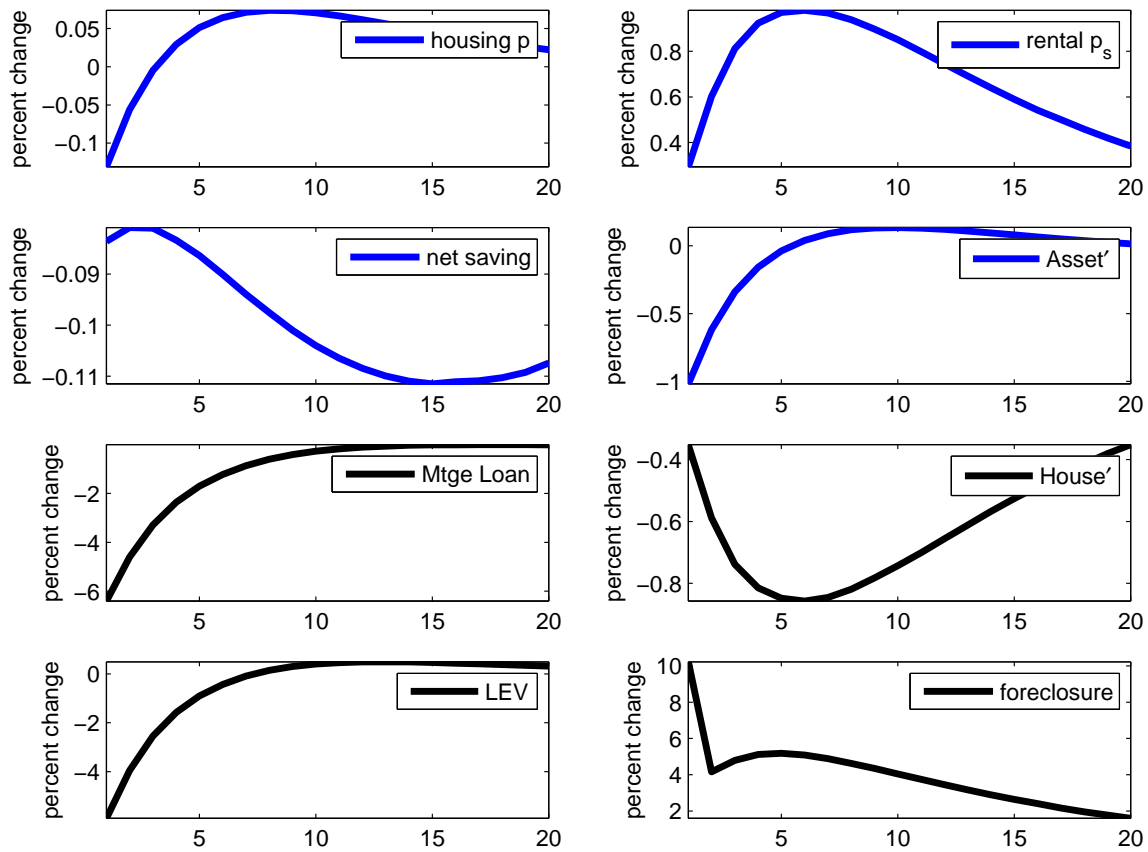 percent change
0.05
0
−0.05
−0.1
housing p
5 10 15 20
percent change
0.8
0.6
0.4
rental p_s
5 10 15 20
percent change
−0.09
−0.1
−0.11
net saving
5 10 15 20
percent change
0
−0.5
−1
Asset′
5 10 15 20
percent change
−2
−4
−6
Mtge Loan
5 10 15 20
percent change
−0.4
−0.6
−0.8
House′
5 10 15 20
percent change
0
−2
−4
LEV
5 10 15 20
percent change
10
8
6
4
2
foreclosure
5 10 15 20